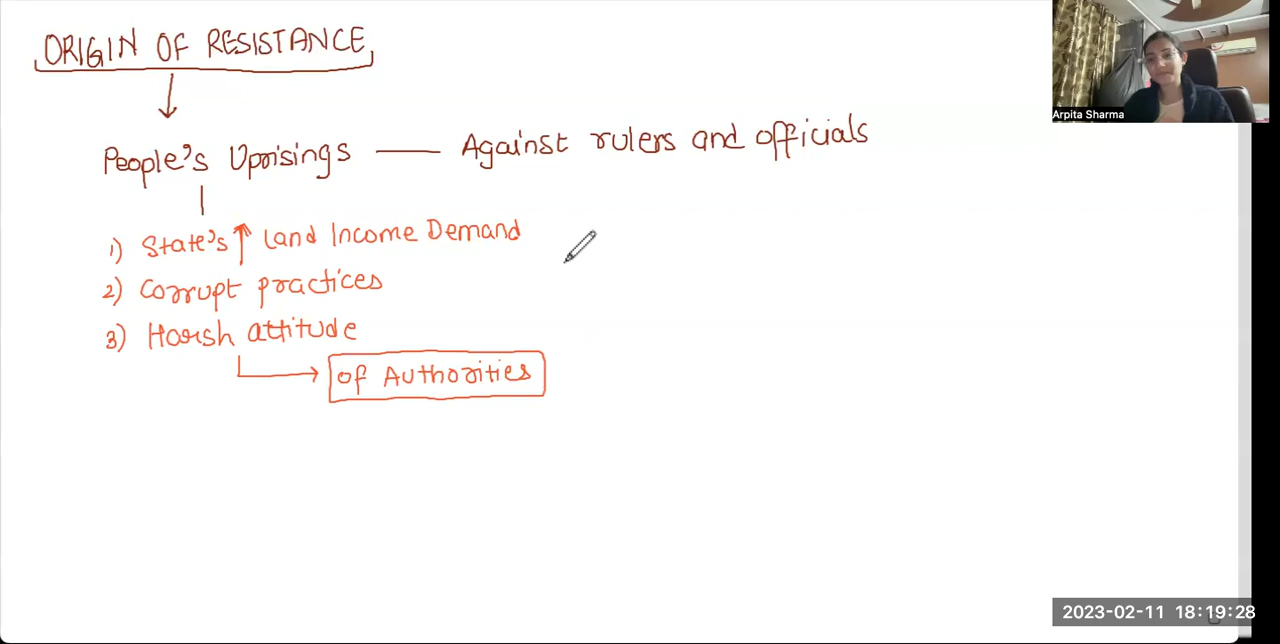 ORIGIN OF RESISTANCE
Arpita Sharma
People's Uprisings — Against rulers and officials
1) State's ↑ Land Income Demand
2) Corrupt practices
3) Harsh attitude
of Authorities
2023-02-11 18:19:28